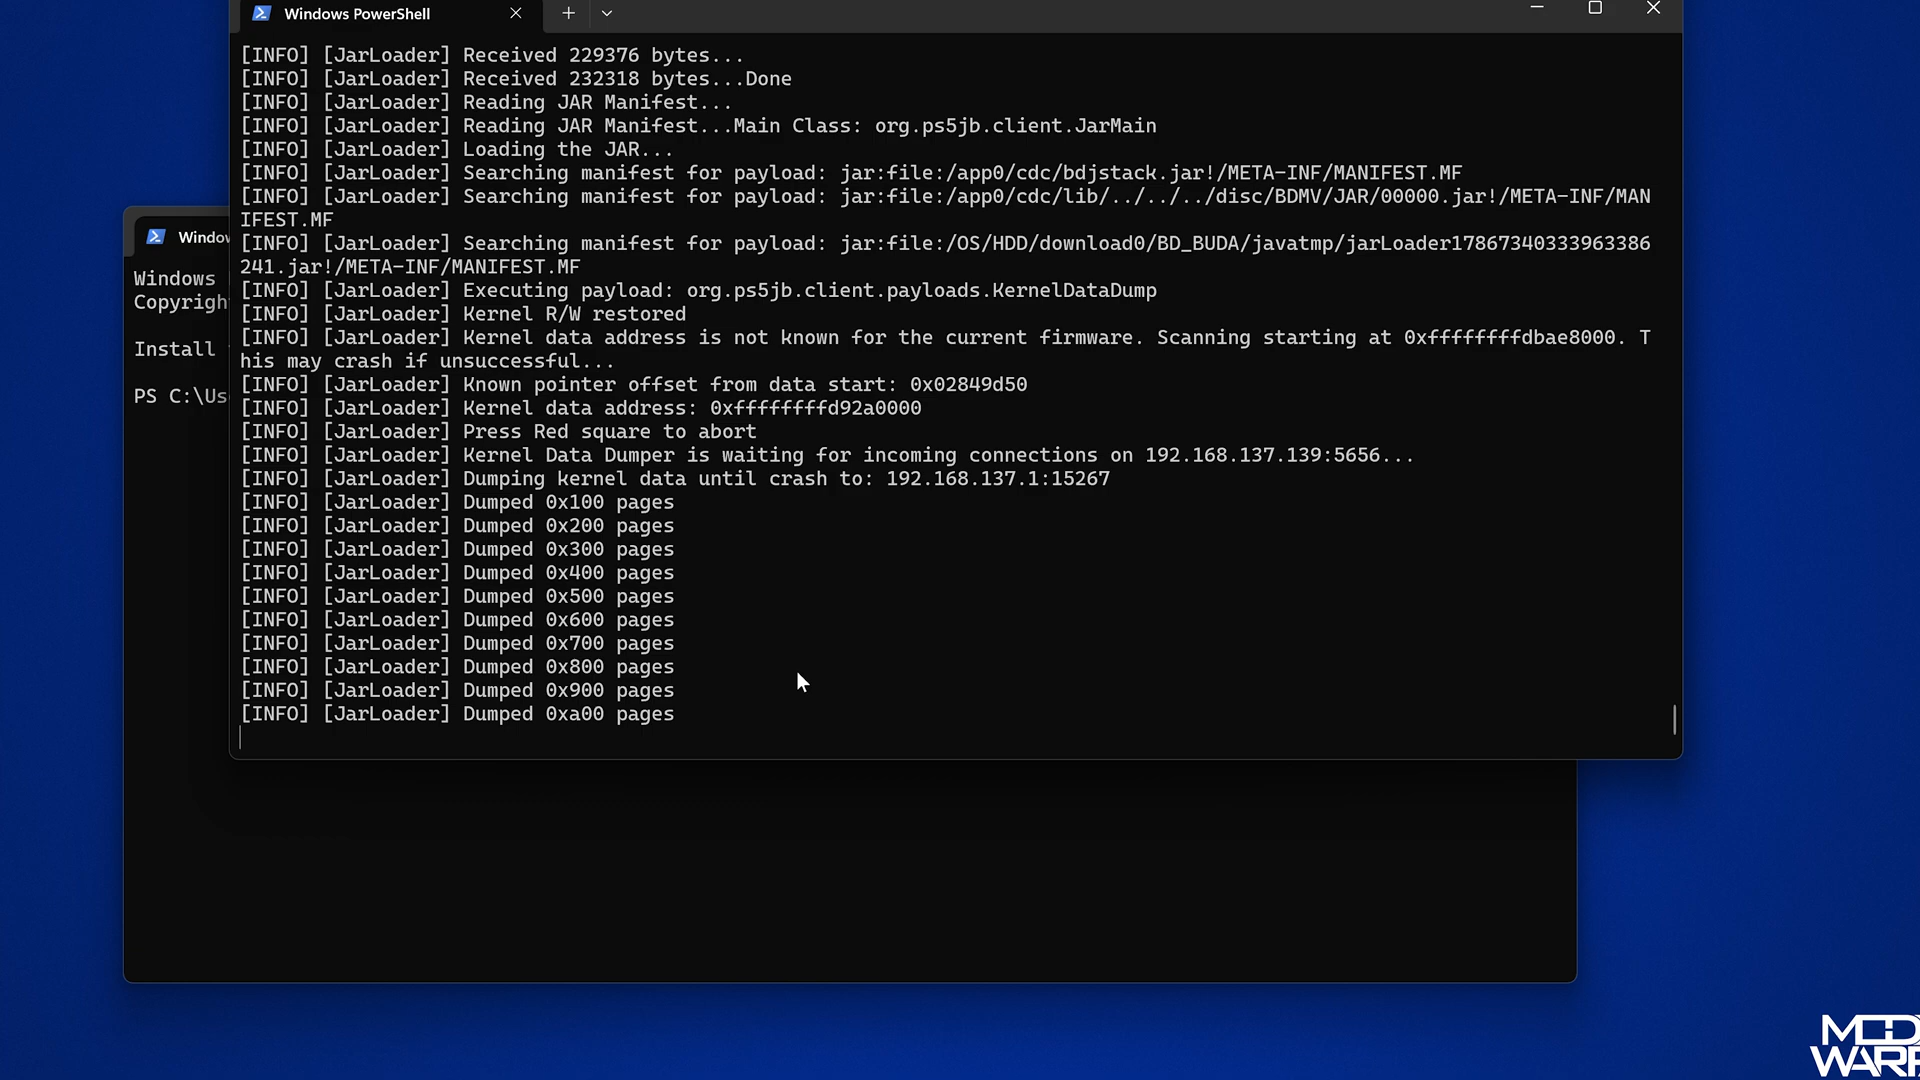 Windows PowerShell
[INFO] [JarLoader] Received 229376 bytes...
[INFO] [JarLoader] Received 232318 bytes...Done
[INFO] [JarLoader] Reading JAR Manifest...
[INFO] [JarLoader] Reading JAR Manifest...Main Class: org.ps5jb.client.JarMain
[INFO] [JarLoader] Loading the JAR...
[INFO] [JarLoader] Searching manifest for payload: jar:file:/app0/cdc/bdjstack.jar!/META-INF/MANIFEST.MF
[INFO] [JarLoader] Searching manifest for payload: jar:file:/app0/cdc/lib/../../../disc/BDMV/JAR/00000.jar!/META-INF/MAN
IFEST.MF
[INFO] [JarLoader] Searching manifest for payload: jar:file:/OS/HDD/download0/BD_BUDA/javatmp/jarLoader17867340333963386
241.jar!/META-INF/MANIFEST.MF
[INFO] [JarLoader] Executing payload: org.ps5jb.client.payloads.KernelDataDump
[INFO] [JarLoader] Kernel R/W restored
[INFO] [JarLoader] Kernel data address is not known for the current firmware. Scanning starting at 0xffffffffdbae8000. T
his may crash if unsuccessful...
[INFO] [JarLoader] Known pointer offset from data start: 0x02849d50
[INFO] [JarLoader] Kernel data address: 0xffffffffd92a0000
[INFO] [JarLoader] Press Red square to abort
[INFO] [JarLoader] Kernel Data Dumper is waiting for incoming connections on 192.168.137.139:5656...
[INFO] [JarLoader] Dumping kernel data until crash to: 192.168.137.1:15267
[INFO] [JarLoader] Dumped 0x100 pages
[INFO] [JarLoader] Dumped 0x200 pages
[INFO] [JarLoader] Dumped 0x300 pages
[INFO] [JarLoader] Dumped 0x400 pages
[INFO] [JarLoader] Dumped 0x500 pages
[INFO] [JarLoader] Dumped 0x600 pages
[INFO] [JarLoader] Dumped 0x700 pages
[INFO] [JarLoader] Dumped 0x800 pages
[INFO] [JarLoader] Dumped 0x900 pages
[INFO] [JarLoader] Dumped 0xa00 pages
Windo
Windows
Copyrigh
Install
PS C:\Us
MOD
WAR